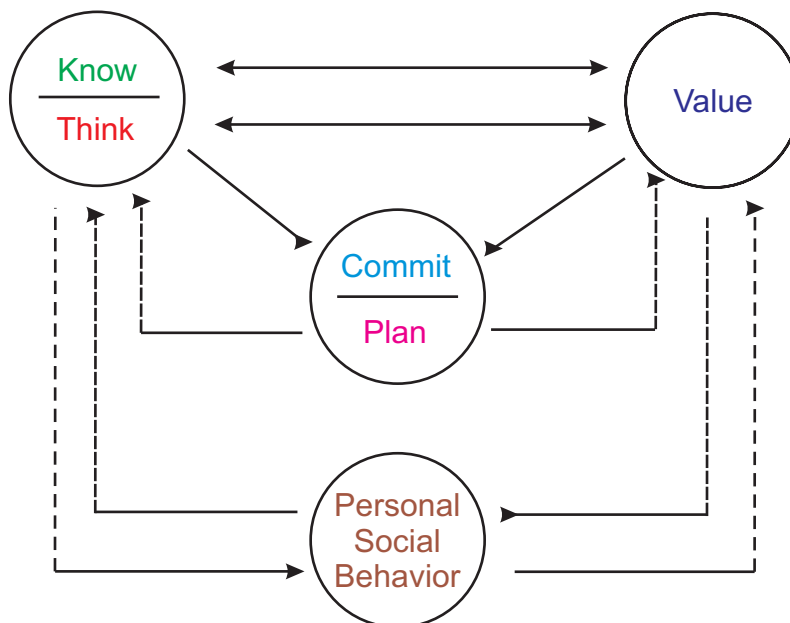 Know
Think
Value
Commit
Plan
Personal
Social
Behavior